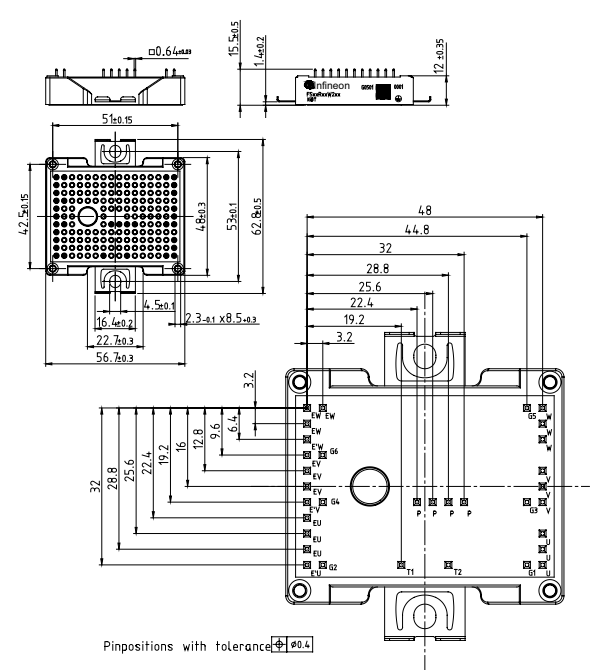 □0.64±0.03
15.5±0.5
1.4±0.2
12 ±0.35
infineon
G0501
0001
FSxxRxxW2xx
51±0.15
42.5±0.15
48±0.3
53±0.1
62.8±0.5
4.5±0.1
16.4±0.2
2.3-0.1 x8.5+0.3
22.7±0.3
56.7±0.3
48
44.8
32
28.8
25.6
22.4
19.2
3.2
3.2
6.4
9.6
12.8
16
19.2
22.4
25.6
28.8
32
EW EW G5 W
EW W
E'W W
EV G6
EV V
EV V
E'V G4 P P P P G3 V
EU
EU U
EU U
E'U G2 T1 T2 G1 U
Pinpositions with tolerance ⌖ ø0.4